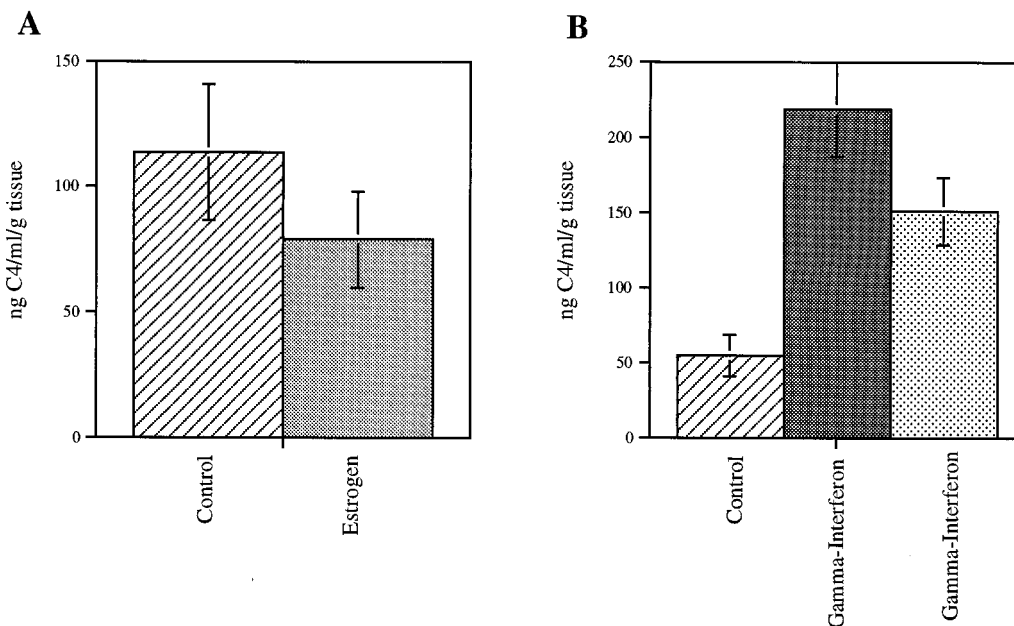 A
150
100
50
0
ng C4/ml/g tissue
Control
Estrogen
B
250
200
150
100
50
0
ng C4/ml/g tissue
Control
Gamma-Interferon
Gamma-Interferon